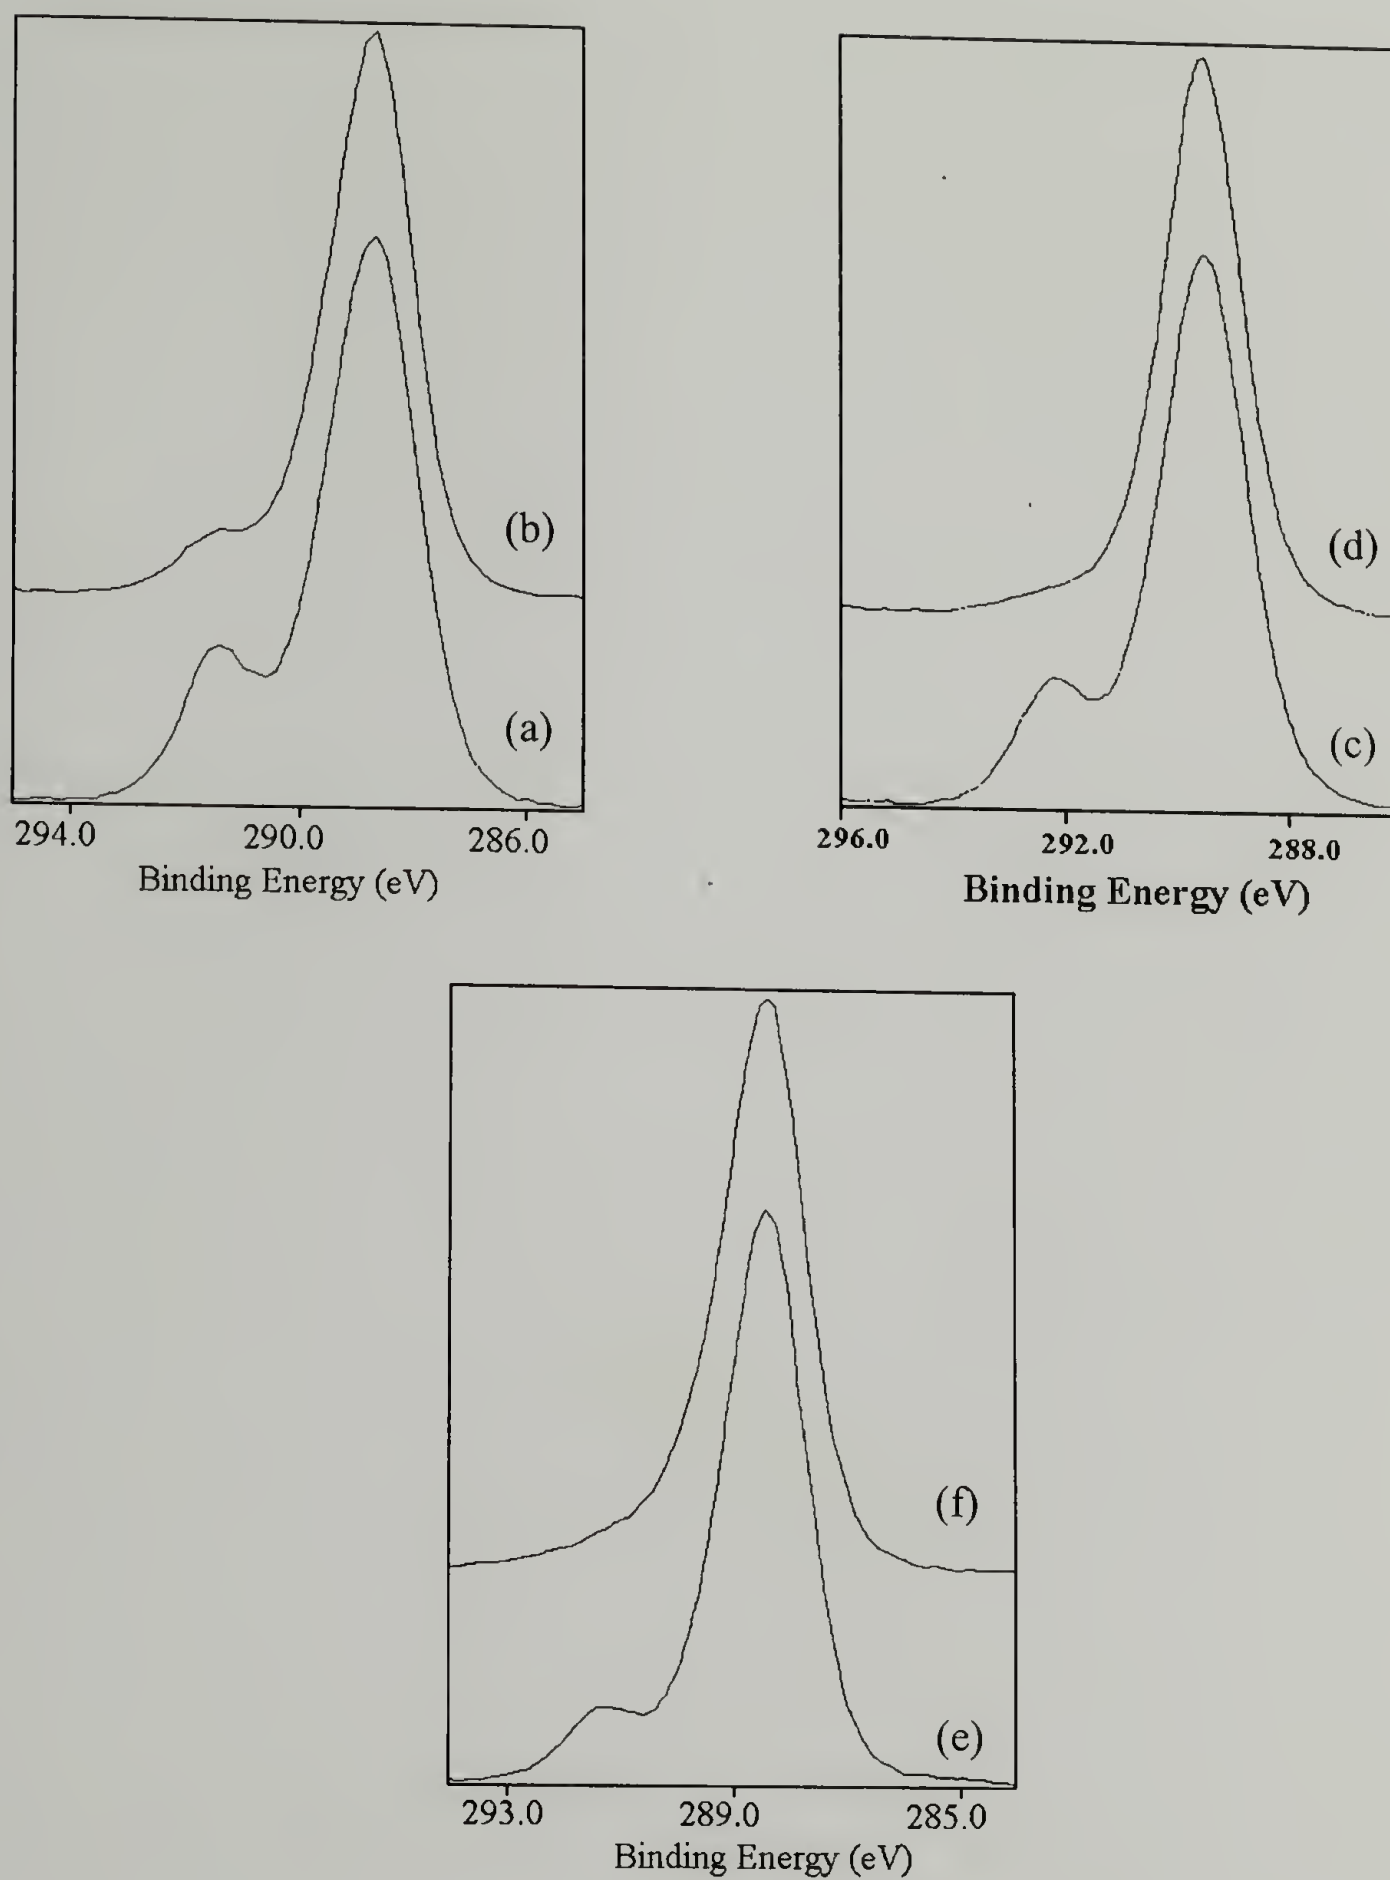 (b)
(a)
294.0 290.0 286.0
Binding Energy (eV)
(d)
(c)
296.0 292.0 288.0
Binding Energy (eV)
(f)
(e)
293.0 289.0 285.0
Binding Energy (eV)